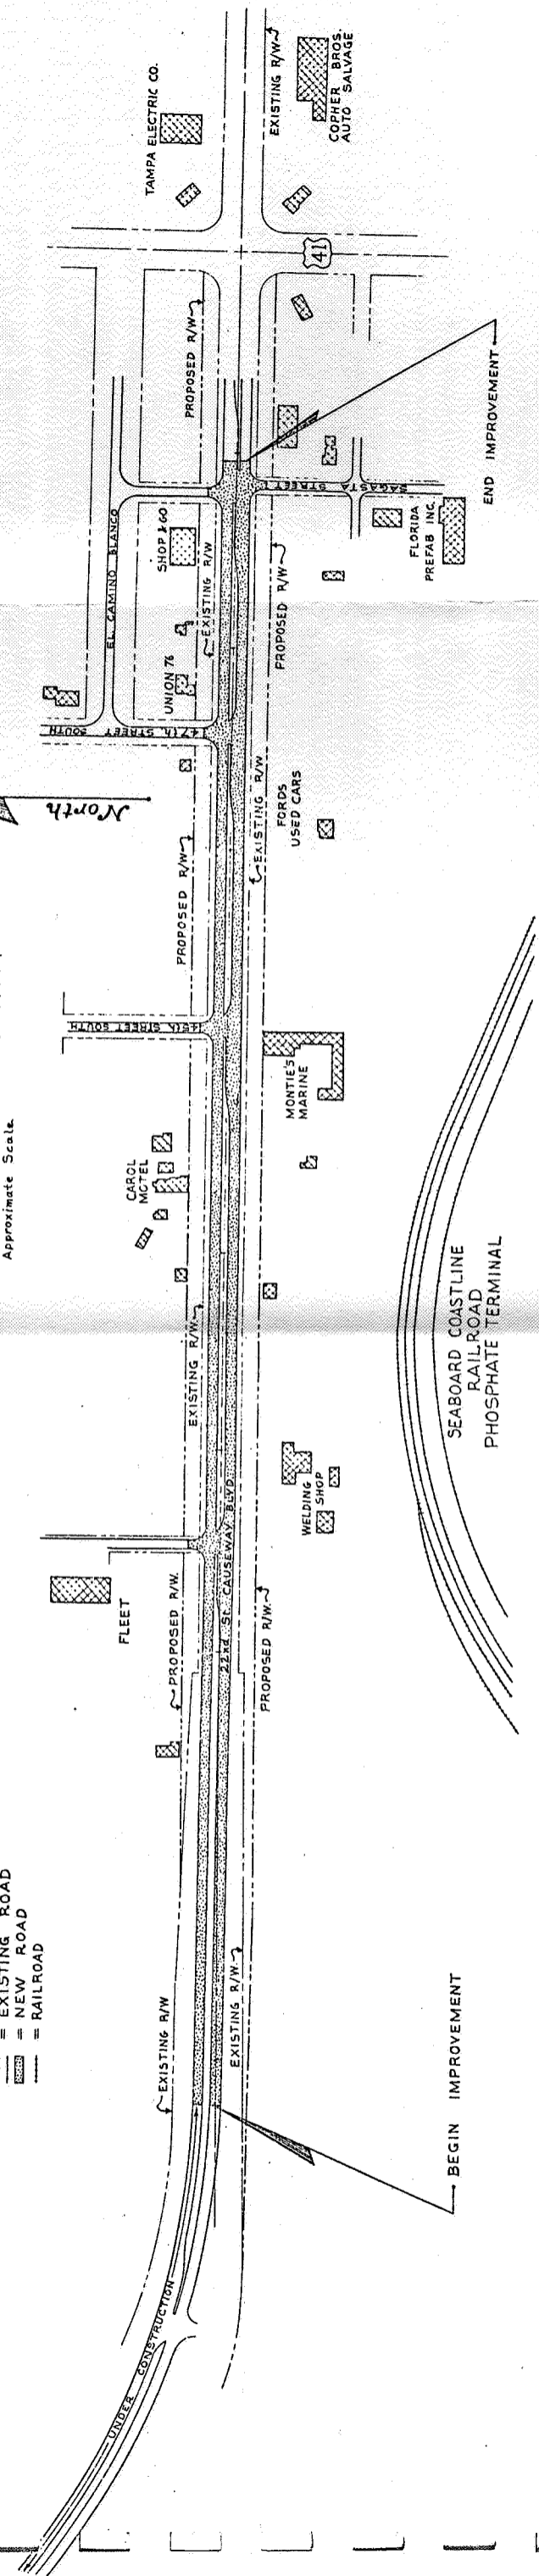 = EXISTING ROAD
= NEW ROAD
= RAILROAD
Approximate Scale
North
UNDER CONSTRUCTION
EXISTING R/W
EXISTING R/W
BEGIN IMPROVEMENT
PROPOSED R/W.
PROPOSED R/W.
22nd St. CAUSEWAY BLVD
FLEET
WELDING
SHOP
EXISTING R/W
CAROL
MOTEL
MONTIE'S
MARINE
SEABOARD COASTLINE
RAILROAD
PHOSPHATE TERMINAL
45th STREET SOUTH
PROPOSED R/W
EXISTING R/W
FORDS
USED CARS
47th STREET SOUTH
UNION 76
EXISTING R/W
PROPOSED R/W
SHOP & GO
EL CAMINO BLANCO
SAGASTA STREET
FLORIDA
PREFAB INC.
END IMPROVEMENT
PROPOSED R/W
41
TAMPA ELECTRIC CO.
EXISTING R/W
COPHER BROS.
AUTO SALVAGE